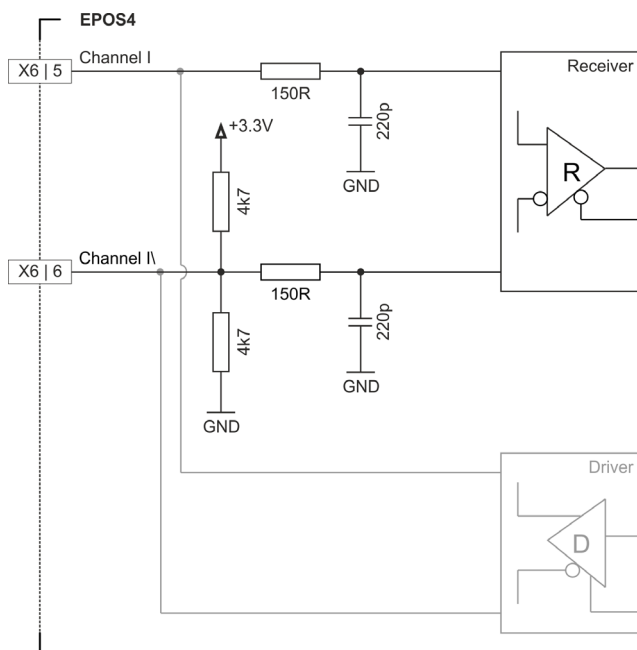 EPOS4
X6 | 5
Channel I
150R
220p
GND
Receiver
R
+3.3V
4k7
X6 | 6
Channel I\
150R
220p
GND
4k7
GND
Driver
D